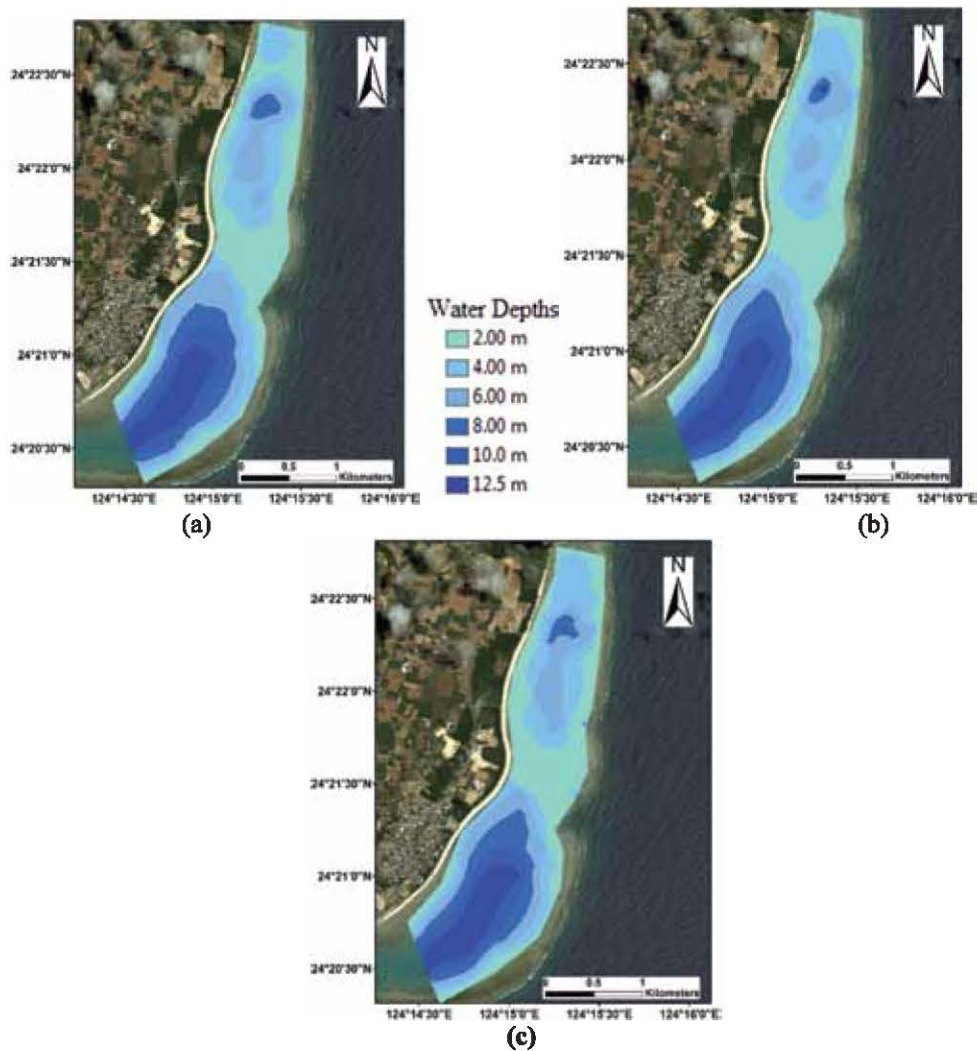 N
24°22'30"N
24°22'0"N
24°21'30"N
24°21'0"N
24°20'30"N
0 0.5 1
Kilometers
124°14'30"E 124°15'0"E 124°15'30"E 124°16'0"E
(a)
Water Depths
2.00 m
4.00 m
6.00 m
8.00 m
10.0 m
12.5 m
N
24°22'30"N
24°22'0"N
24°21'30"N
24°21'0"N
24°20'30"N
0 0.5 1
Kilometers
124°14'30"E 124°15'0"E 124°15'30"E 124°16'0"E
(b)
N
24°22'30"N
24°22'0"N
24°21'30"N
24°21'0"N
24°20'30"N
0 0.5 1
Kilometers
124°14'30"E 124°15'0"E 124°15'30"E 124°16'0"E
(c)